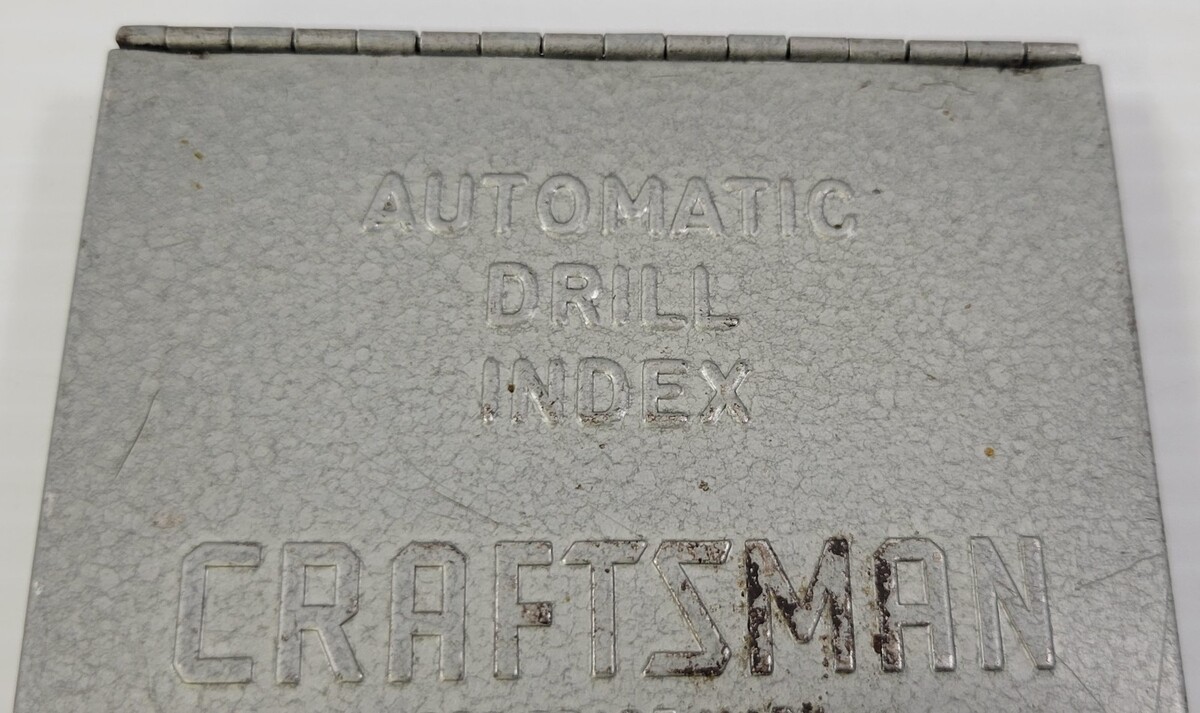 AUTOMATIC
DRILL
INDEX
CRAFTSMAN